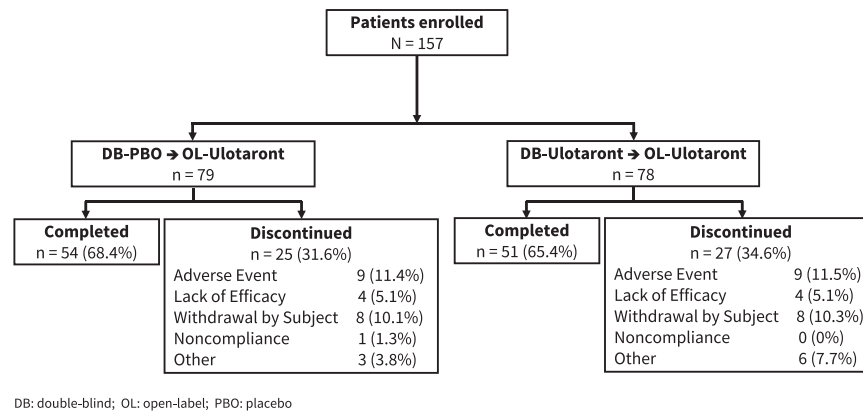 Patients enrolled
N = 157
DB-PBO ➔ OL-Ulotaront
n = 79
DB-Ulotaront ➔ OL-Ulotaront
n = 78
Completed
n = 54 (68.4%)
Discontinued
n = 25 (31.6%)
Adverse Event 9 (11.4%)
Lack of Efficacy 4 (5.1%)
Withdrawal by Subject 8 (10.1%)
Noncompliance 1 (1.3%)
Other 3 (3.8%)
Completed
n = 51 (65.4%)
Discontinued
n = 27 (34.6%)
Adverse Event 9 (11.5%)
Lack of Efficacy 4 (5.1%)
Withdrawal by Subject 8 (10.3%)
Noncompliance 0 (0%)
Other 6 (7.7%)
DB: double-blind; OL: open-label; PBO: placebo